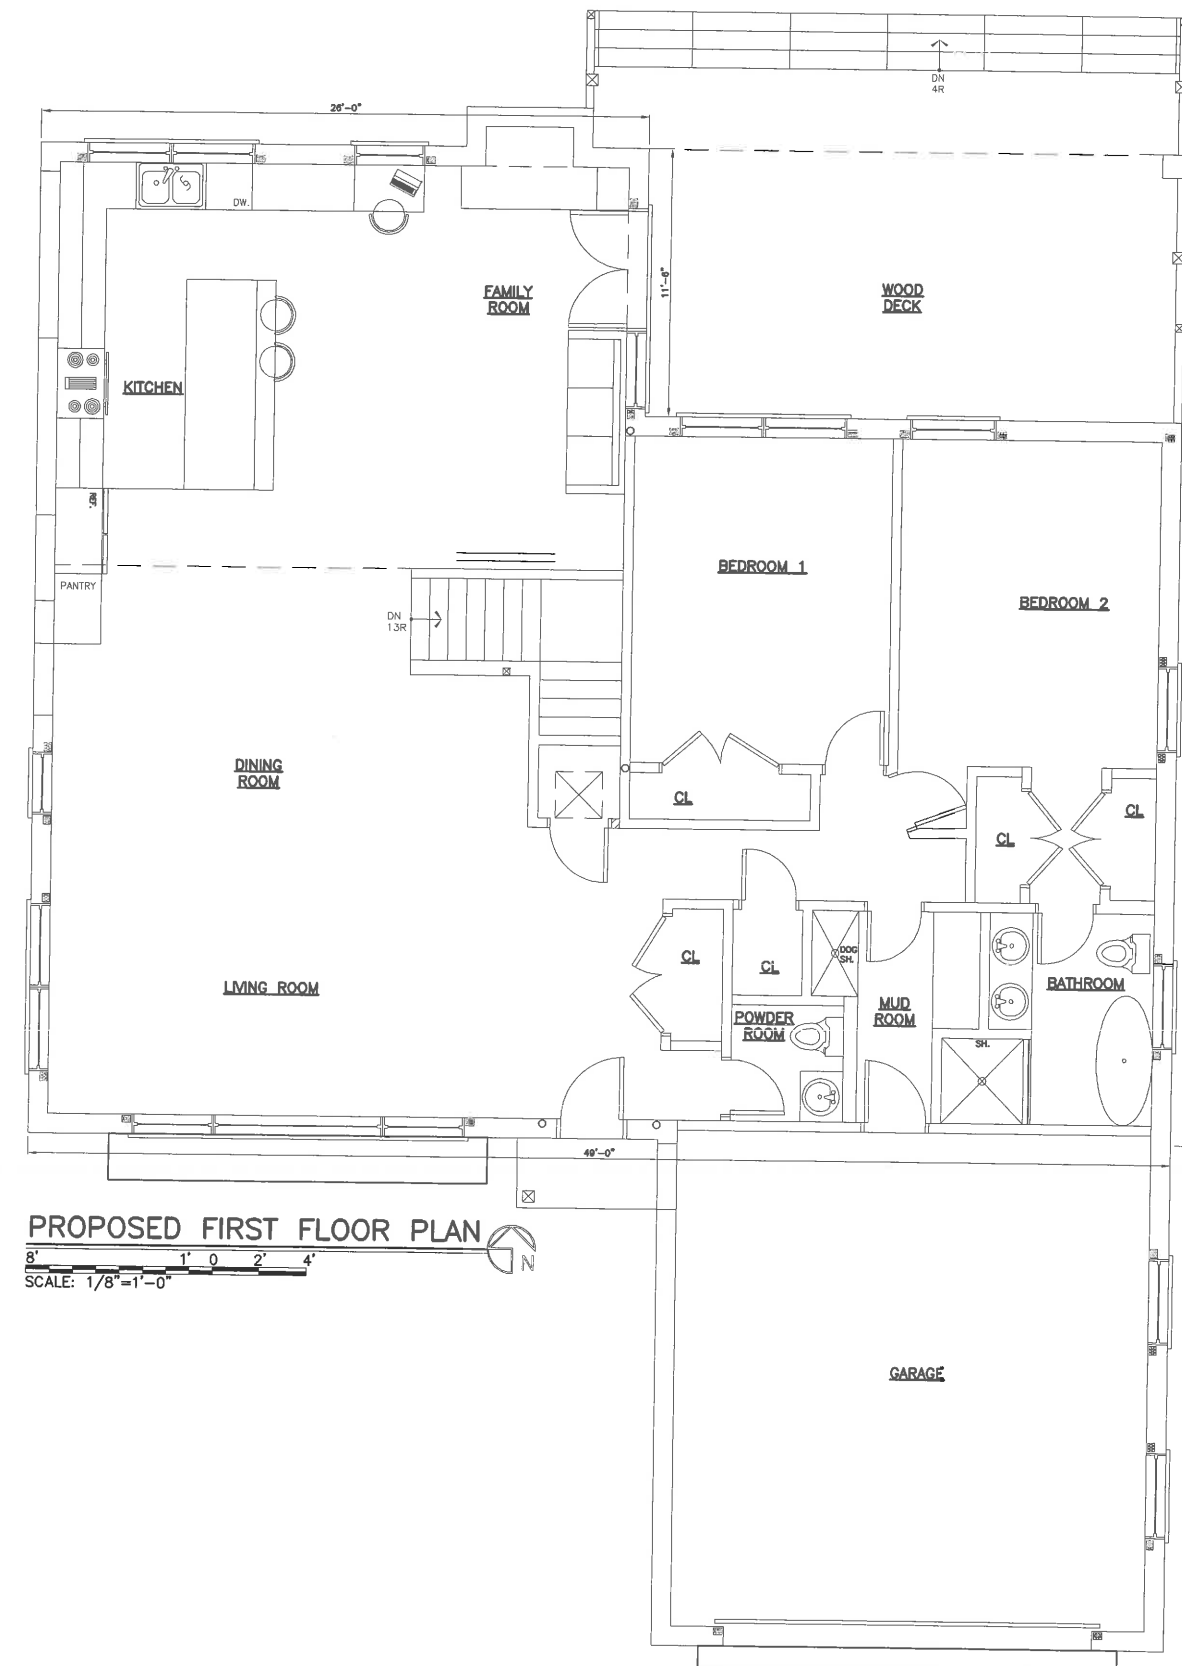 DN
4R
26'-0"
DW.
11'-6"
FAMILY
ROOM
WOOD
DECK
KITCHEN
REF.
PANTRY
BEDROOM 1
BEDROOM 2
DN
13R
DINING
ROOM
CL
CL
CL
LIVING ROOM
CL
CL
DOG
SH.
MUD
ROOM
BATHROOM
POWDER
ROOM
SH.
49'-0"
PROPOSED FIRST FLOOR PLAN
N
8' 1' 0 2' 4'
SCALE: 1/8"=1'-0"
GARAGE